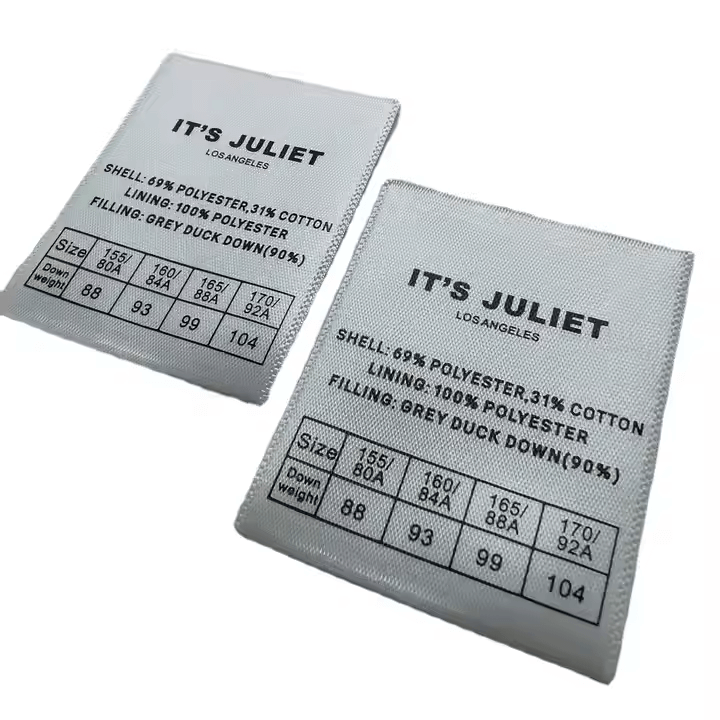 IT'S JULIET
LOSANGELES
SHELL: 69% POLYESTER,31% COTTON
LINING: 100% POLYESTER
FILLING: GREY DUCK DOWN(90%)
Size 155/80A 160/84A 165/88A 170/92A
Down weight 88 93 99 104
IT'S JULIET
LOSANGELES
SHELL: 69% POLYESTER,31% COTTON
LINING: 100% POLYESTER
FILLING: GREY DUCK DOWN(90%)
Size 155/80A 160/84A 165/88A 170/92A
Down weight 88 93 99 104